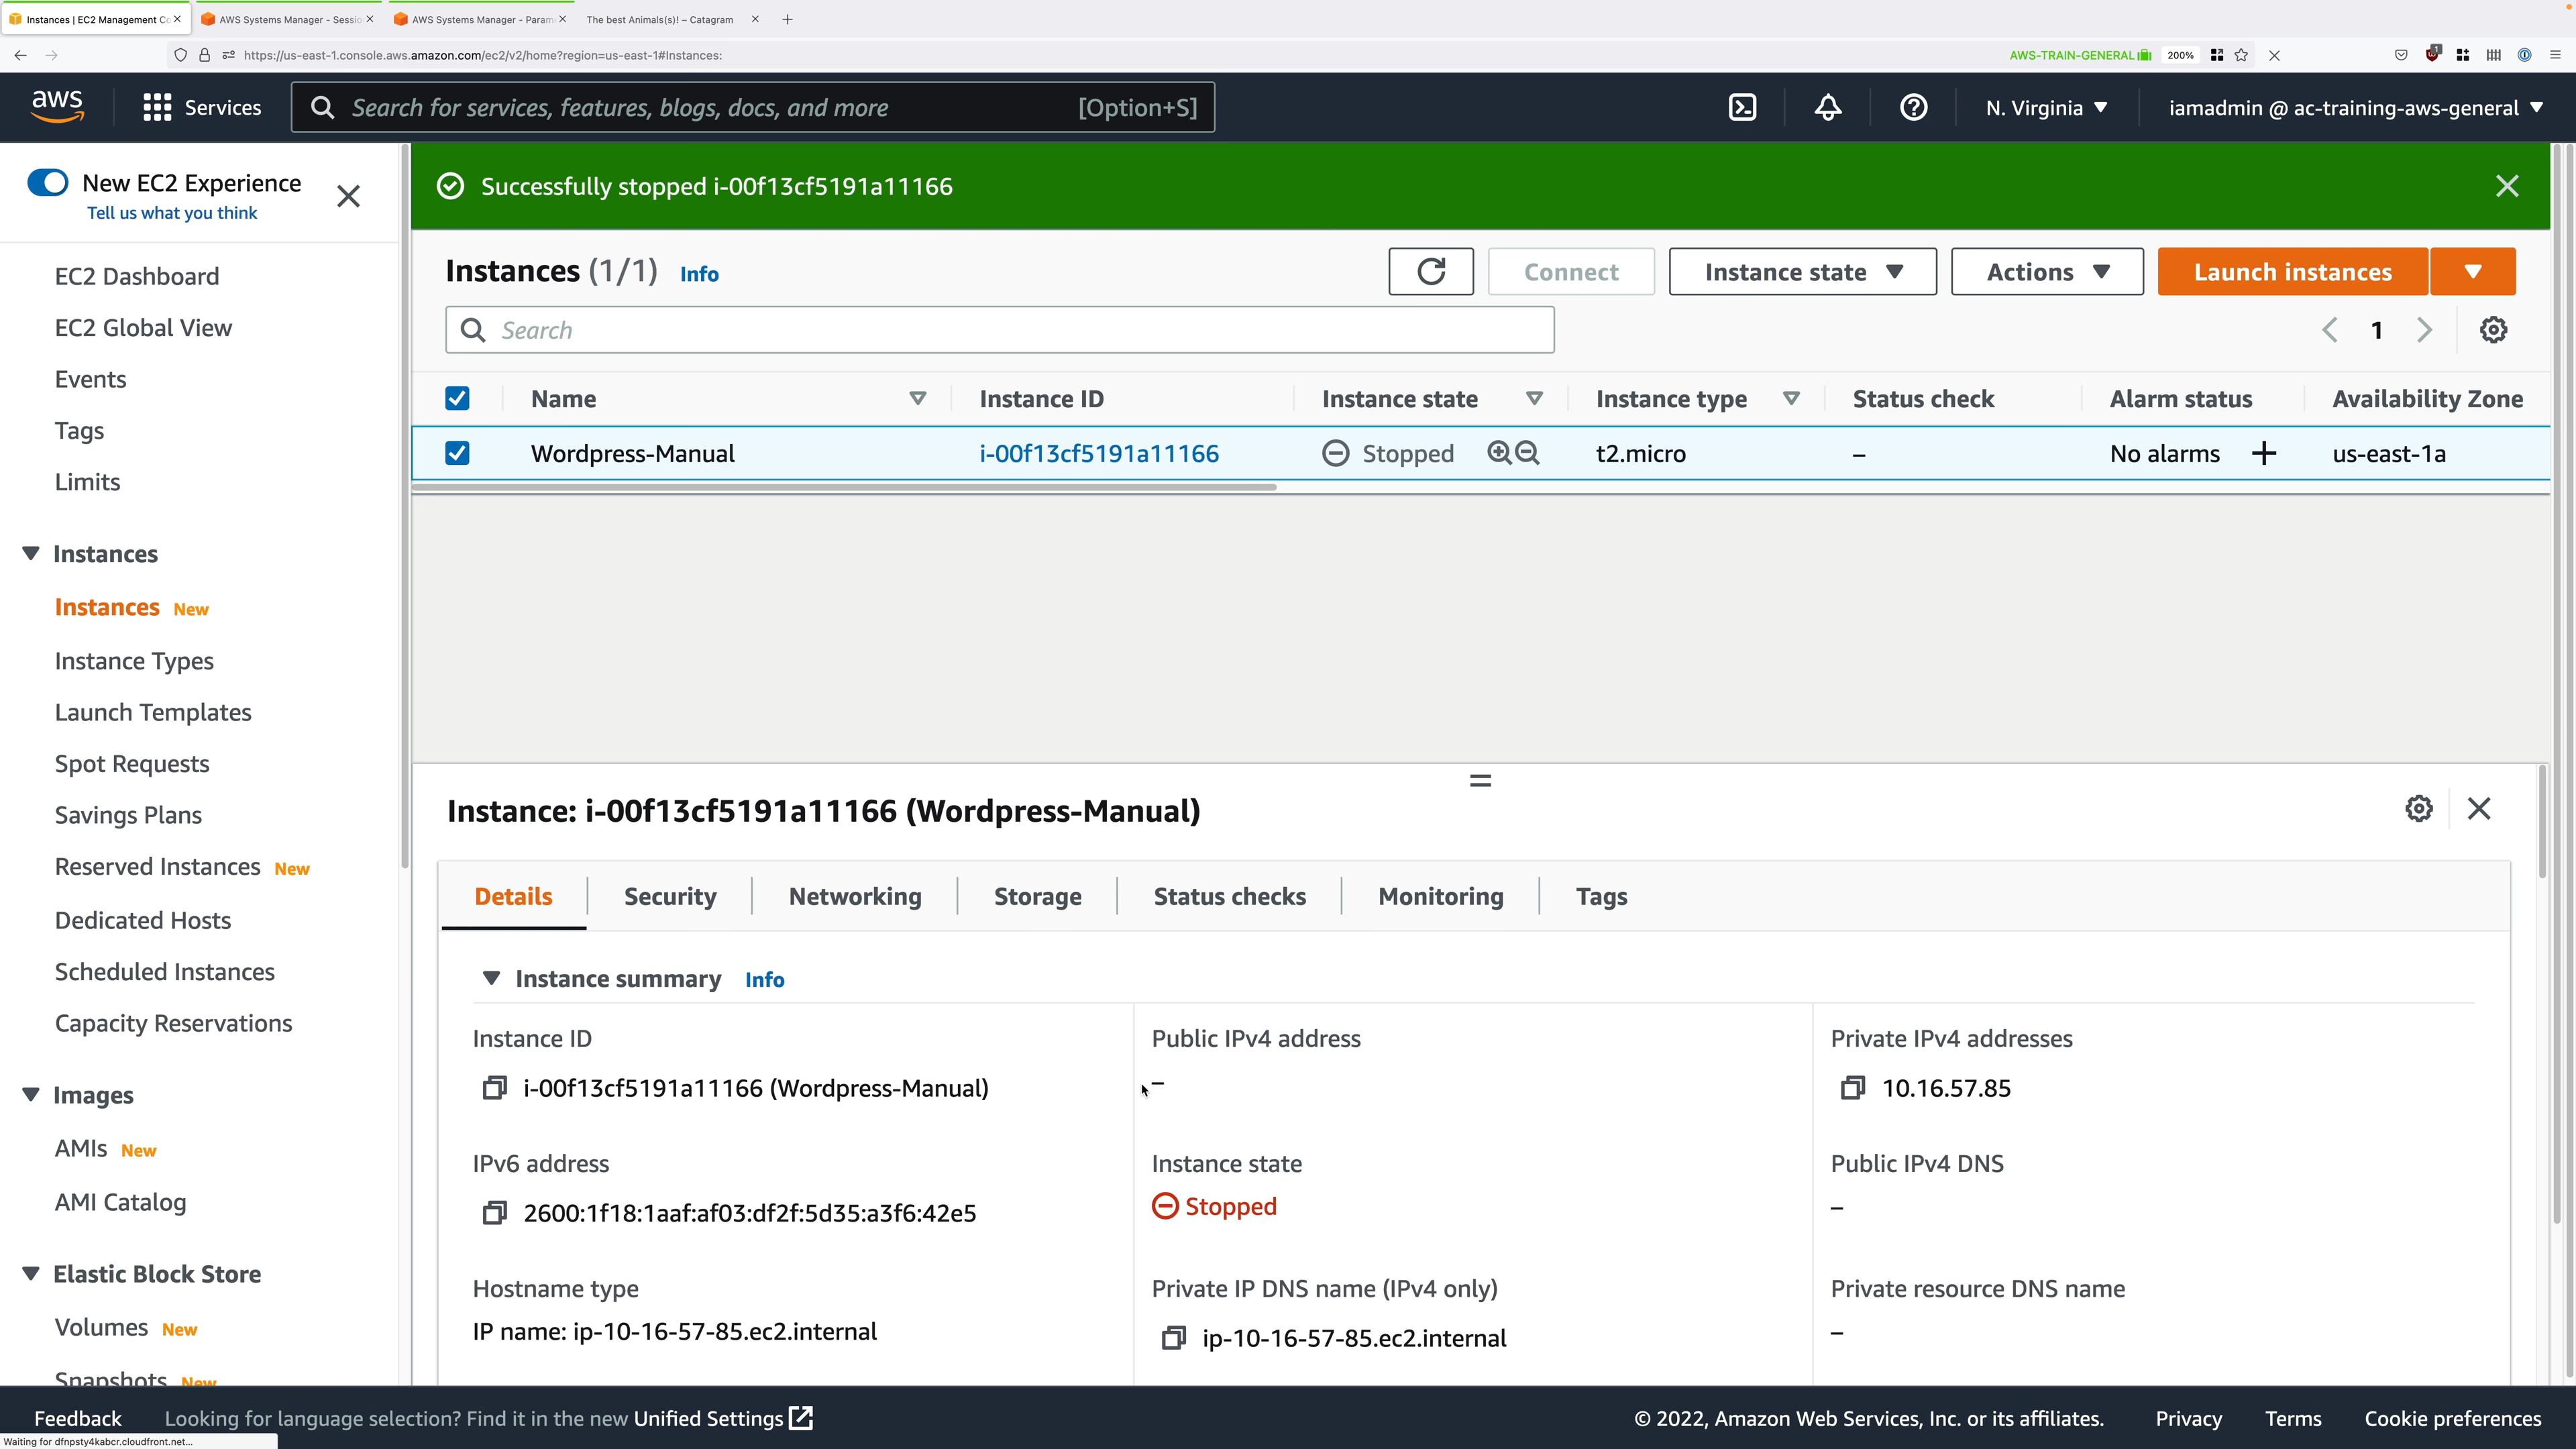 Instances | EC2 Management Co
AWS Systems Manager - Sessio
AWS Systems Manager - Param
The best Animals(s)! – Catagram
https://us-east-1.console.aws.amazon.com/ec2/v2/home?region=us-east-1#Instances:
AWS-TRAIN-GENERAL
200%
1
aws
Services
Search for services, features, blogs, docs, and more
[Option+S]
N. Virginia
iamadmin @ ac-training-aws-general
New EC2 Experience
Tell us what you think
EC2 Dashboard
EC2 Global View
Events
Tags
Limits
Instances
Instances New
Instance Types
Launch Templates
Spot Requests
Savings Plans
Reserved Instances New
Dedicated Hosts
Scheduled Instances
Capacity Reservations
Images
AMIs New
AMI Catalog
Elastic Block Store
Volumes New
Snapshots New
Successfully stopped i-00f13cf5191a11166
Instances (1/1) Info
Connect
Instance state
Actions
Launch instances
Search
1
Name
Instance ID
Instance state
Instance type
Status check
Alarm status
Availability Zone
Wordpress-Manual
i-00f13cf5191a11166
Stopped
t2.micro
–
No alarms
us-east-1a
Instance: i-00f13cf5191a11166 (Wordpress-Manual)
Details
Security
Networking
Storage
Status checks
Monitoring
Tags
Instance summary Info
Instance ID
i-00f13cf5191a11166 (Wordpress-Manual)
Public IPv4 address
–
Private IPv4 addresses
10.16.57.85
IPv6 address
2600:1f18:1aaf:af03:df2f:5d35:a3f6:42e5
Instance state
Stopped
Public IPv4 DNS
–
Hostname type
IP name: ip-10-16-57-85.ec2.internal
Private IP DNS name (IPv4 only)
ip-10-16-57-85.ec2.internal
Private resource DNS name
–
Feedback
Looking for language selection? Find it in the new Unified Settings
© 2022, Amazon Web Services, Inc. or its affiliates.
Privacy
Terms
Cookie preferences
Waiting for dfnpsty4kabcr.cloudfront.net...